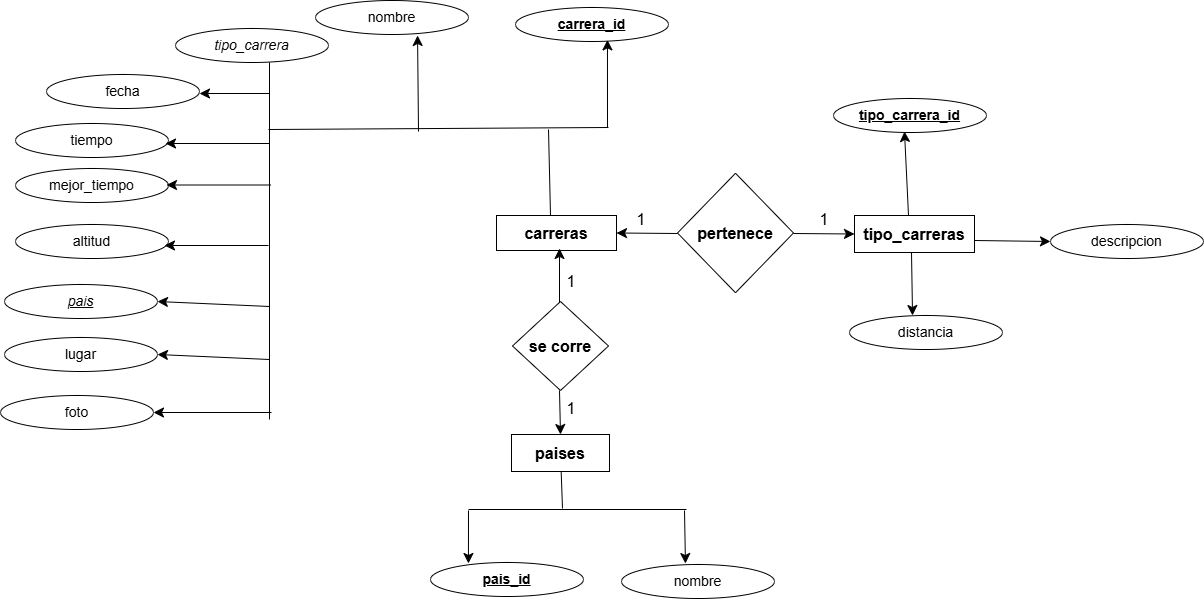 nombre
carrera_id
tipo_carrera
fecha
tipo_carrera_id
tiempo
mejor_tiempo
altitud
carreras
1
pertenece
1
tipo_carreras
descripcion
1
pais
distancia
se corre
lugar
1
foto
paises
pais_id
nombre